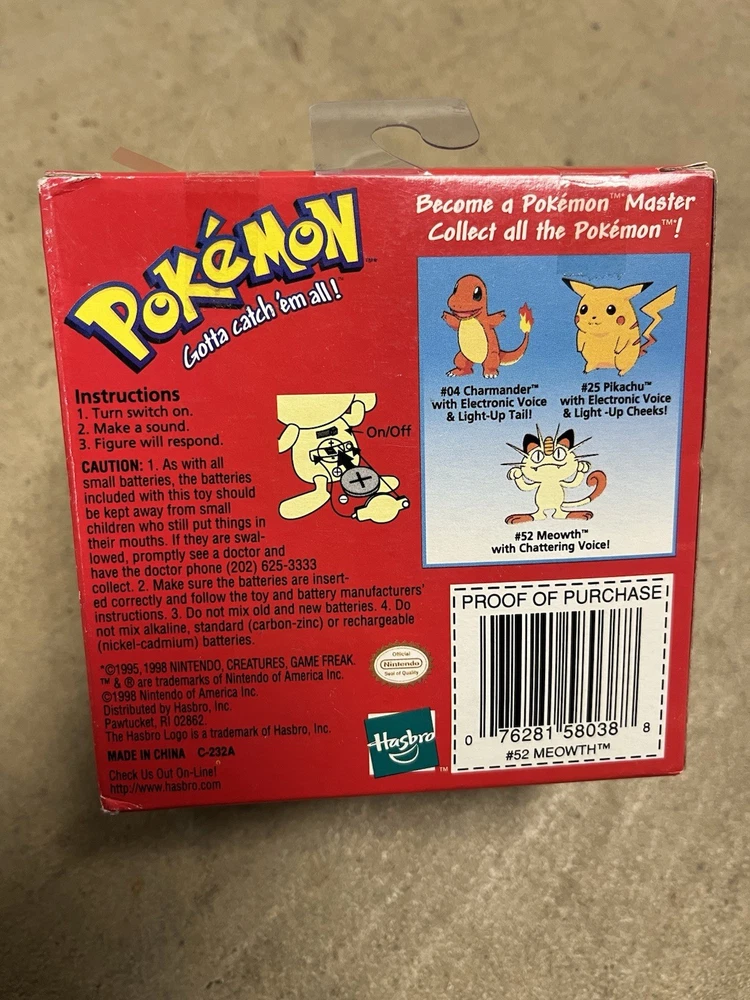 POKéMON™
Gotta catch 'em all!
Become a Pokémon™ Master
Collect all the Pokémon™!
#04 Charmander™
with Electronic Voice
& Light-Up Tail!
#25 Pikachu™
with Electronic Voice
& Light -Up Cheeks!
#52 Meowth™
with Chattering Voice!
Instructions
1. Turn switch on.
2. Make a sound.
3. Figure will respond.
On/Off
CAUTION: 1. As with all
small batteries, the batteries
included with this toy should
be kept away from small
children who still put things in
their mouths. If they are swal-
lowed, promptly see a doctor and
have the doctor phone (202) 625-3333
collect. 2. Make sure the batteries are insert-
ed correctly and follow the toy and battery manufacturers'
instructions. 3. Do not mix old and new batteries. 4. Do
not mix alkaline, standard (carbon-zinc) or rechargeable
(nickel-cadmium) batteries.
"©1995, 1998 NINTENDO, CREATURES, GAME FREAK.
™ & ® are trademarks of Nintendo of America Inc.
©1998 Nintendo of America Inc.
Distributed by Hasbro, Inc.
Pawtucket, RI 02862.
The Hasbro Logo is a trademark of Hasbro, Inc.
MADE IN CHINA C-232A
Check Us Out On-Line!
http://www.hasbro.com
Official
Nintendo
Seal of Quality
Hasbro
™
PROOF OF PURCHASE
0 76281 58038 8
#52 MEOWTH™